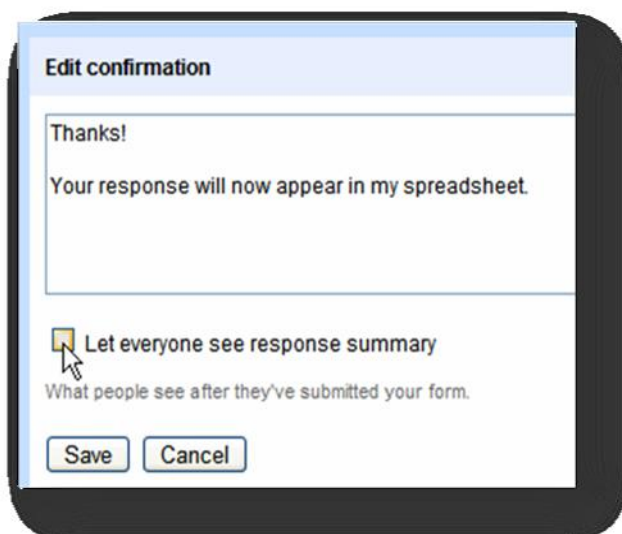 Edit confirmation
Thanks!
Your response will now appear in my spreadsheet.
Let everyone see response summary
What people see after they've submitted your form.
Save Cancel